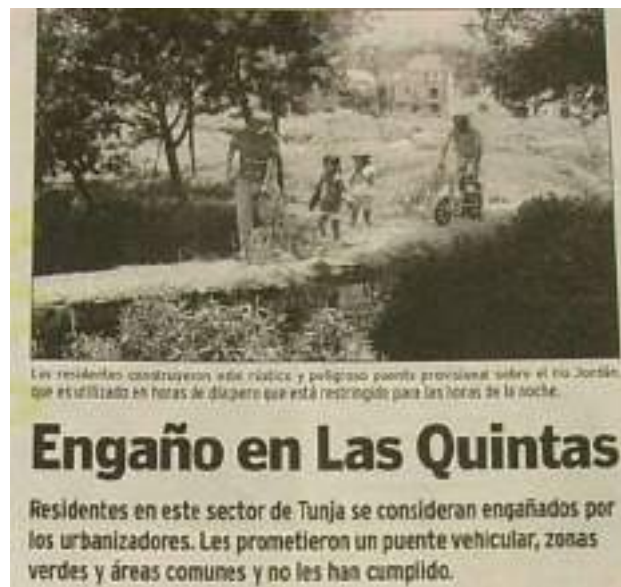 Los residentes construyeron este rústico y peligroso puente provisional sobre el río Jordán,
que es utilizado en horas de día pero que está restringido para las horas de la noche.
Engaño en Las Quintas
Residentes en este sector de Tunja se consideran engañados por
los urbanizadores. Les prometieron un puente vehicular, zonas
verdes y áreas comunes y no les han cumplido.